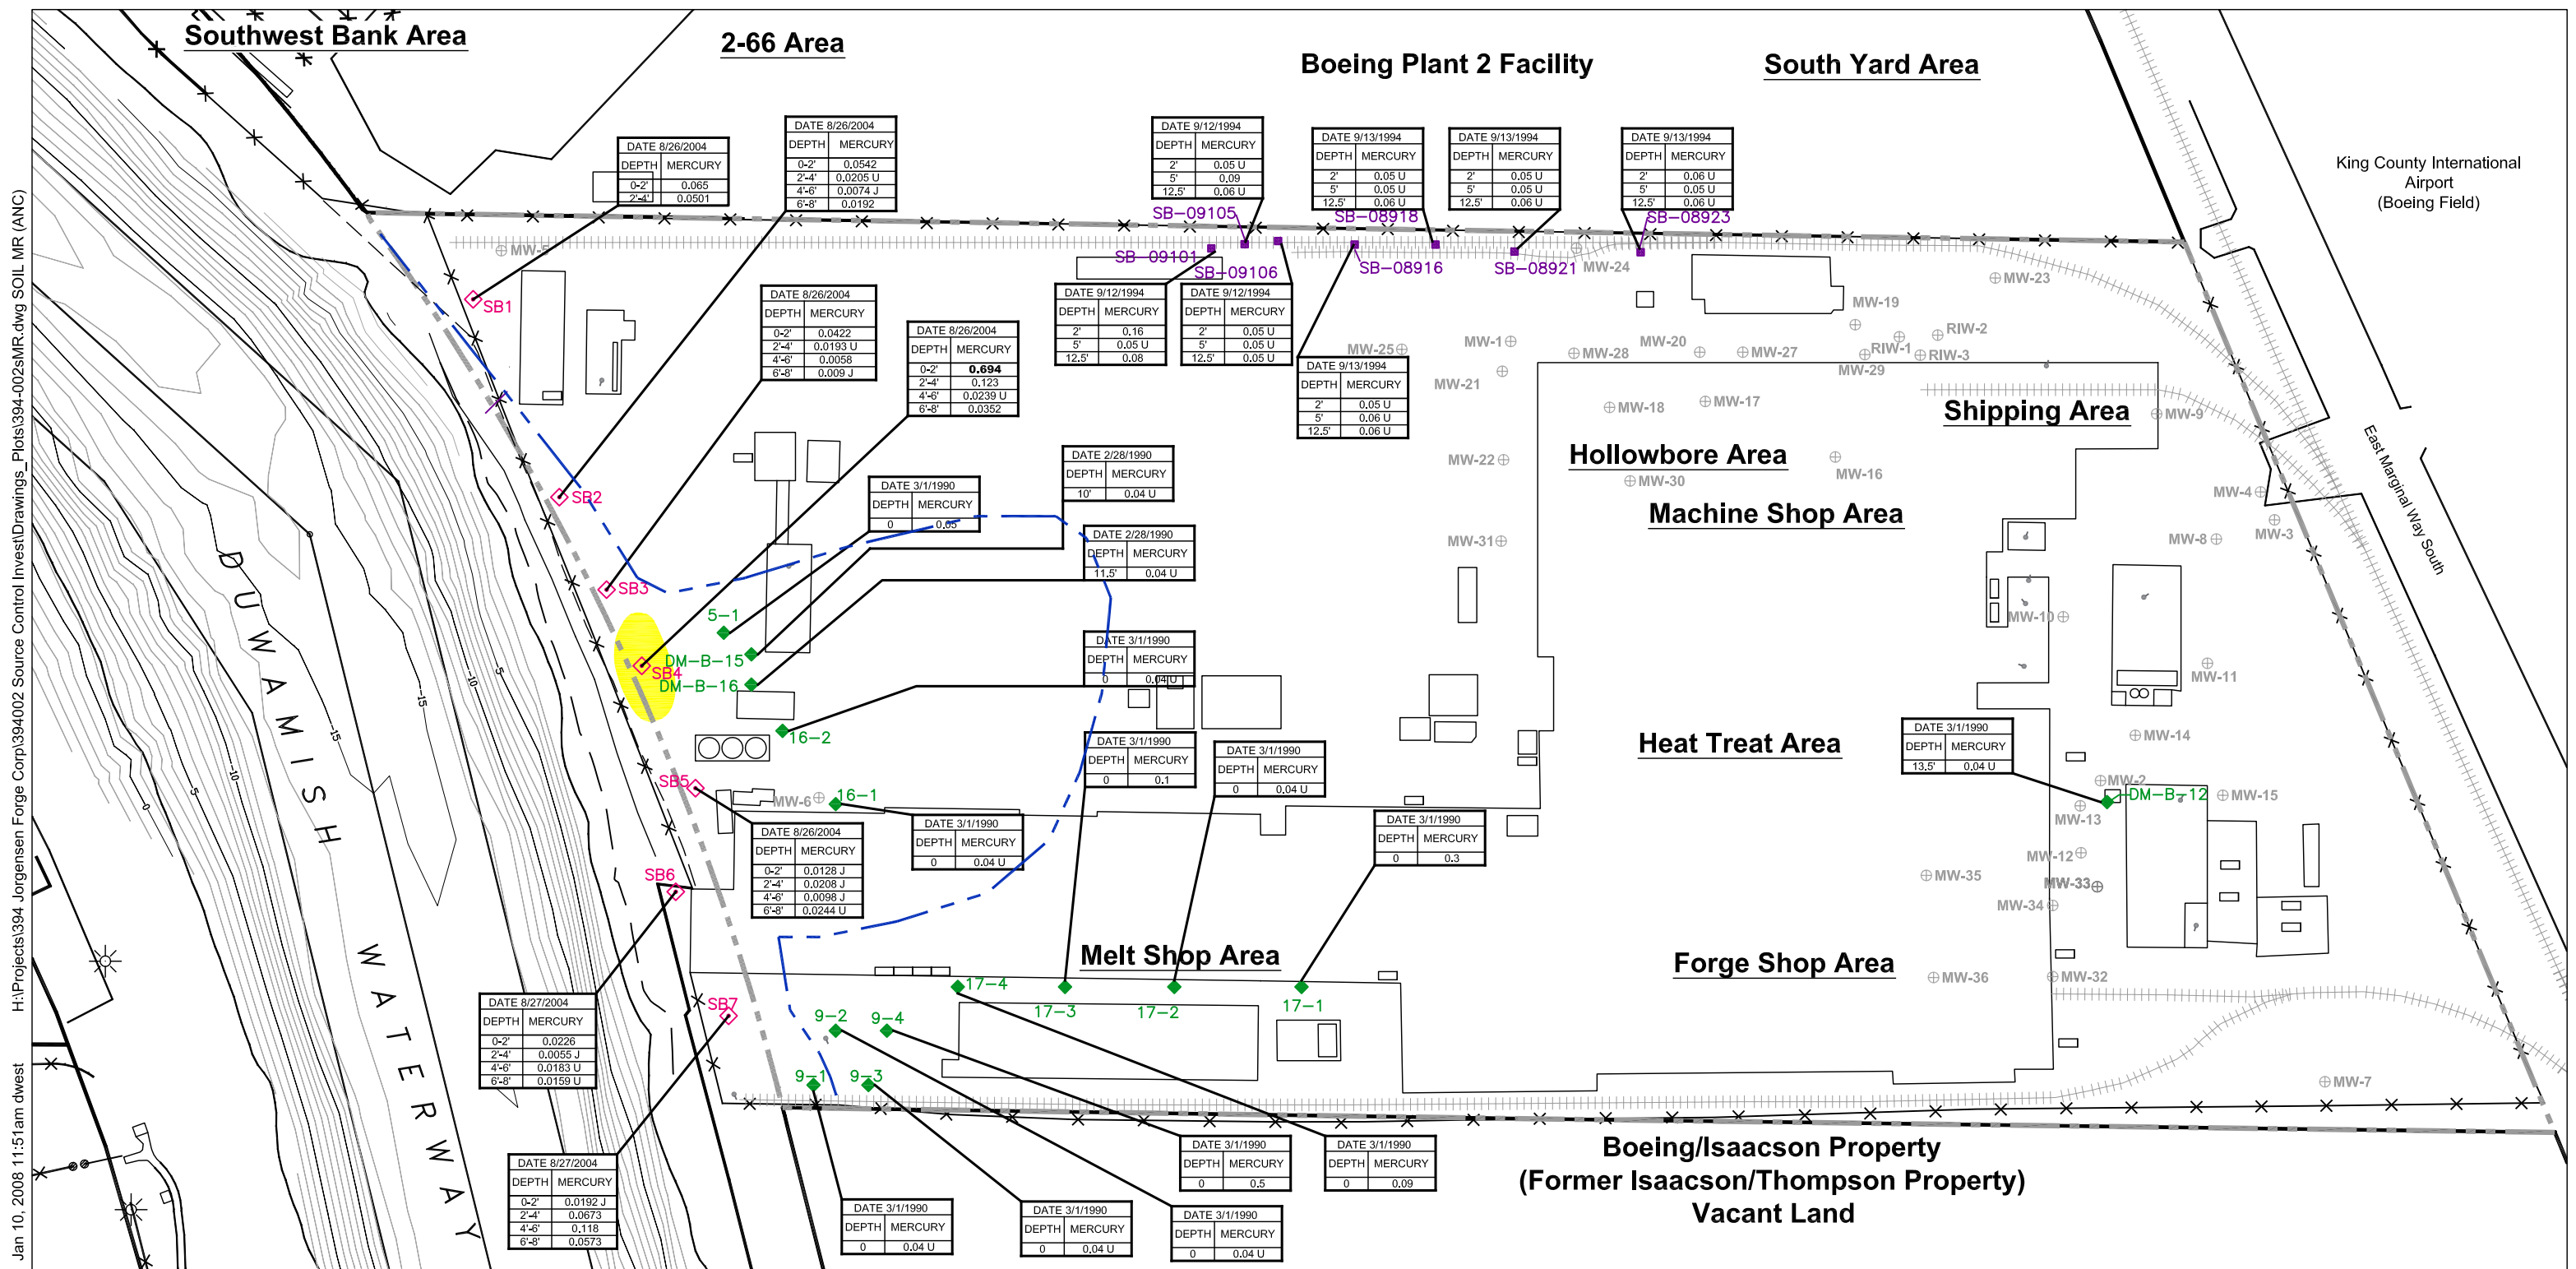 Southwest Bank Area
2-66 Area
Boeing Plant 2 Facility
South Yard Area
King County International
Airport
(Boeing Field)
East Marginal Way South
H:\Projects\394 Jorgensen Forge Corp\394002 Source Control Invest\Drawings_Plots\394-002sMR.dwg SOIL MR (ANC)
Jan 10, 2008 11:51am dwest
DATE 8/26/2004
DEPTH MERCURY
0-2' 0.065
2'-4' 0.0501
DATE 8/26/2004
DEPTH MERCURY
0-2' 0.0542
2'-4' 0.0205 U
4'-6' 0.0074 J
6'-8' 0.0192
DATE 9/12/1994
DEPTH MERCURY
2' 0.05 U
5' 0.09
12.5' 0.06 U
DATE 9/13/1994
DEPTH MERCURY
2' 0.05 U
5' 0.05 U
12.5' 0.06 U
DATE 9/13/1994
DEPTH MERCURY
2' 0.05 U
5' 0.05 U
12.5' 0.06 U
DATE 9/13/1994
DEPTH MERCURY
2' 0.06 U
5' 0.05 U
12.5' 0.06 U
SB-09105
SB-08918
SB-08923
MW-5
SB-09101
SB-09106
SB-08916
SB-08921
MW-24
MW-23
SB1
DATE 8/26/2004
DEPTH MERCURY
0-2' 0.0422
2'-4' 0.0193 U
4'-6' 0.0058
6'-8' 0.009 J
DATE 8/26/2004
DEPTH MERCURY
0-2' 0.694
2'-4' 0.123
4'-6' 0.0239 U
6'-8' 0.0352
DATE 9/12/1994
DEPTH MERCURY
2' 0.16
5' 0.05 U
12.5' 0.08
DATE 9/12/1994
DEPTH MERCURY
2' 0.05 U
5' 0.05 U
12.5' 0.05 U
DATE 9/13/1994
DEPTH MERCURY
2' 0.05 U
5' 0.06 U
12.5' 0.06 U
MW-19
MW-25
MW-1
MW-28
MW-20
MW-27
RIW-1
RIW-2
RIW-3
MW-29
MW-21
MW-18
MW-17
Shipping Area
MW-9
MW-22
Hollowbore Area
MW-30
MW-16
MW-4
Machine Shop Area
MW-3
MW-8
MW-31
SB2
DATE 3/1/1990
DEPTH MERCURY
0 0.05
DATE 2/28/1990
DEPTH MERCURY
10' 0.04 U
DATE 2/28/1990
DEPTH MERCURY
11.5' 0.04 U
SB3
5-1
DM-B-15
SB4
DM-B-16
MW-10
MW-11
DATE 3/1/1990
DEPTH MERCURY
0 0.04 U
16-2
DATE 3/1/1990
DEPTH MERCURY
0 0.1
DATE 3/1/1990
DEPTH MERCURY
0 0.04 U
Heat Treat Area
DATE 3/1/1990
DEPTH MERCURY
13.5' 0.04 U
MW-14
MW-2
DM-B-12
MW-15
MW-13
SB5
MW-6
16-1
DATE 8/26/2004
DEPTH MERCURY
0-2' 0.0128 J
2'-4' 0.0208 J
4'-6' 0.0098 J
6'-8' 0.0244 U
DATE 3/1/1990
DEPTH MERCURY
0 0.04 U
DATE 3/1/1990
DEPTH MERCURY
0 0.3
MW-12
MW-33
MW-35
MW-34
SB6
Melt Shop Area
Forge Shop Area
MW-36
MW-32
17-4
17-3
17-2
17-1
SB7
9-2
9-4
9-1
9-3
MW-7
DATE 8/27/2004
DEPTH MERCURY
0-2' 0.0226
2'-4' 0.0055 J
4'-6' 0.0183 U
6'-8' 0.0159 U
DATE 8/27/2004
DEPTH MERCURY
0-2' 0.0192 J
2'-4' 0.0673
4'-6' 0.118
6'-8' 0.0573
DATE 3/1/1990
DEPTH MERCURY
0 0.04 U
DATE 3/1/1990
DEPTH MERCURY
0 0.04 U
DATE 3/1/1990
DEPTH MERCURY
0 0.04 U
DATE 3/1/1990
DEPTH MERCURY
0 0.5
DATE 3/1/1990
DEPTH MERCURY
0 0.09
Boeing/Isaacson Property
(Former Isaacson/Thompson Property)
Vacant Land
DUWAMISH WATERWAY
-15
-10
-5
-15
-15
-10
-5
0